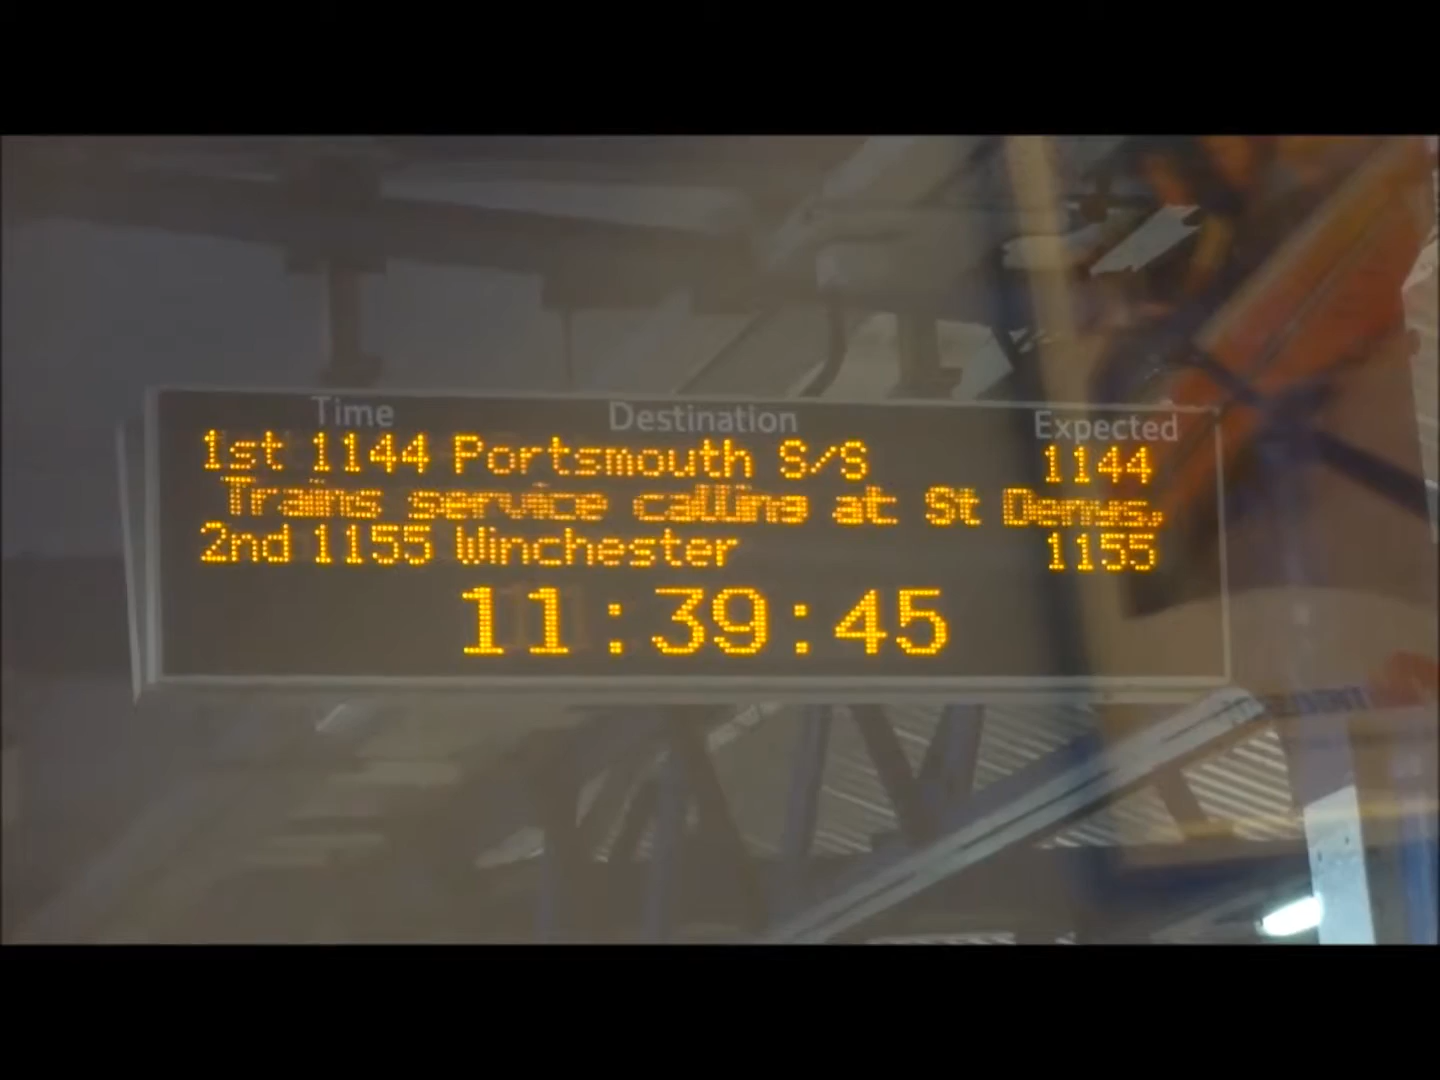 Time Destination Expected
1st 1144 Portsmouth S/S 1144
Trains service calling at St Denys,
2nd 1155 Winchester 1155
11:39:45